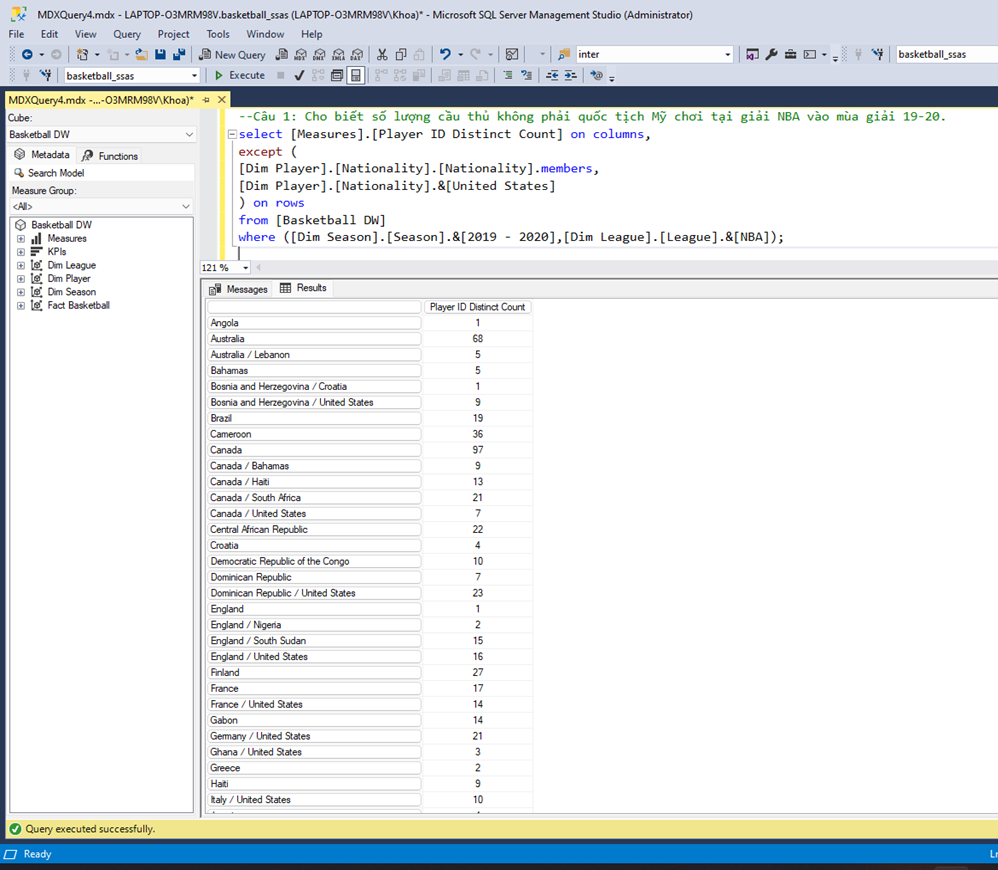 MDXQuery4.mdx - LAPTOP-O3MRM98V.basketball_ssas (LAPTOP-O3MRM98V\Khoa)* - Microsoft SQL Server Management Studio (Administrator)
File Edit View Query Project Tools Window Help
New Query MDX DMX XMLA DAX inter basketball_ssas
basketball_ssas Execute
MDXQuery4.mdx -...-O3MRM98V\Khoa)*
Cube:
Basketball DW
Metadata Functions
Search Model
Measure Group:
<All>
Basketball DW
Measures
KPIs
Dim League
Dim Player
Dim Season
Fact Basketball
--Câu 1: Cho biết số lượng cầu thủ không phải quốc tịch Mỹ chơi tại giải NBA vào mùa giải 19-20.
select [Measures].[Player ID Distinct Count] on columns,
except (
[Dim Player].[Nationality].[Nationality].members,
[Dim Player].[Nationality].&[United States]
) on rows
from [Basketball DW]
where ([Dim Season].[Season].&[2019 - 2020],[Dim League].[League].&[NBA]);
121 %
Messages Results
Player ID Distinct Count
Angola 1
Australia 68
Australia / Lebanon 5
Bahamas 5
Bosnia and Herzegovina / Croatia 1
Bosnia and Herzegovina / United States 9
Brazil 19
Cameroon 36
Canada 97
Canada / Bahamas 9
Canada / Haiti 13
Canada / South Africa 21
Canada / United States 7
Central African Republic 22
Croatia 4
Democratic Republic of the Congo 10
Dominican Republic 7
Dominican Republic / United States 23
England 1
England / Nigeria 2
England / South Sudan 15
England / United States 16
Finland 27
France 17
France / United States 14
Gabon 14
Germany / United States 21
Ghana / United States 3
Greece 2
Haiti 9
Italy / United States 10
Query executed successfully.
Ready